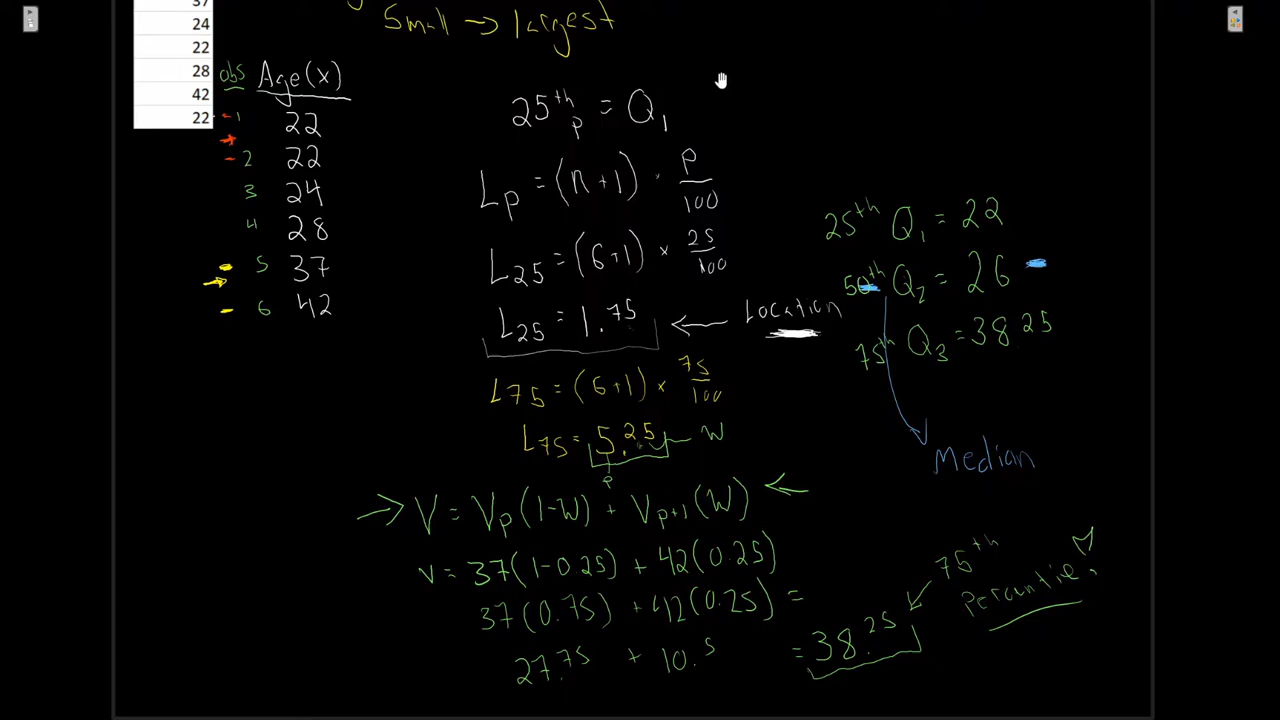 37
24
22
28
42
22
Small → largest
obs Age(x)
1 22
2 22
3 24
4 28
5 37
6 42
25th p = Q1
Lp = (n+1) · P/100
L25 = (6+1) × 25/100
L25 = 1.75 ← Location
L75 = (6+1) × 75/100
L75 = 5.25 — W
P
V = Vp(1-W) + Vp+1(W)
V = 37(1-0.25) + 42(0.25)
37(0.75) + 42(0.25) =
27.75 + 10.5 = 38.25
75th
Percentile
25th Q1 = 22
50th Q2 = 26
75th Q3 = 38.25
Median